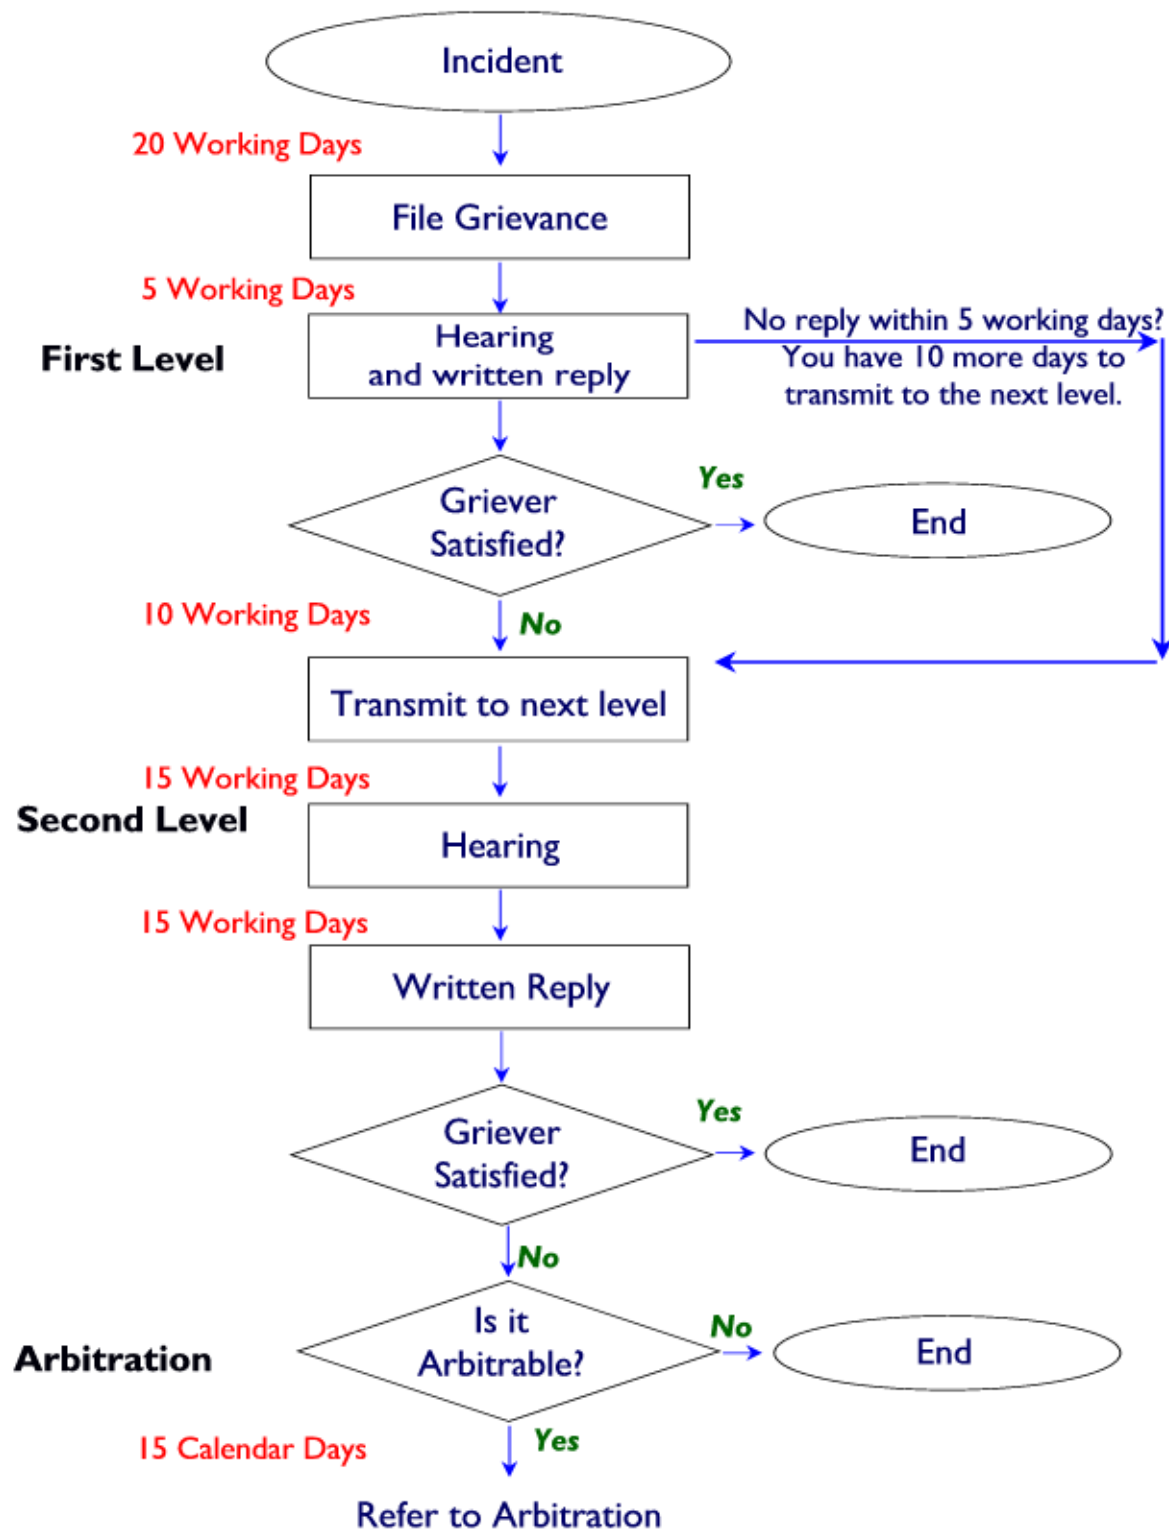 Incident
20 Working Days
File Grievance
5 Working Days
First Level
Hearing
and written reply
No reply within 5 working days?
You have 10 more days to
transmit to the next level.
Griever
Satisfied?
Yes
End
10 Working Days
No
Transmit to next level
15 Working Days
Second Level
Hearing
15 Working Days
Written Reply
Griever
Satisfied?
Yes
End
No
Arbitration
Is it
Arbitrable?
No
End
15 Calendar Days
Yes
Refer to Arbitration